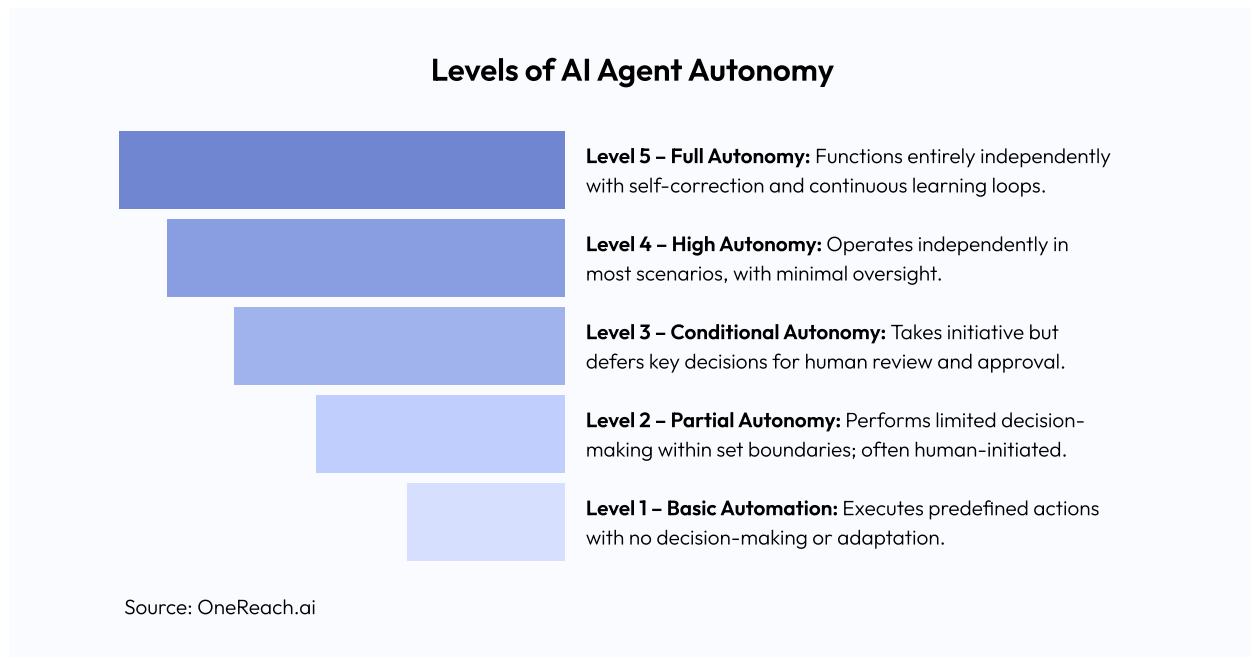 Levels of AI Agent Autonomy
Level 5 – Full Autonomy: Functions entirely independently
with self-correction and continuous learning loops.
Level 4 – High Autonomy: Operates independently in
most scenarios, with minimal oversight.
Level 3 – Conditional Autonomy: Takes initiative but
defers key decisions for human review and approval.
Level 2 – Partial Autonomy: Performs limited decision-
making within set boundaries; often human-initiated.
Level 1 – Basic Automation: Executes predefined actions
with no decision-making or adaptation.
Source: OneReach.ai